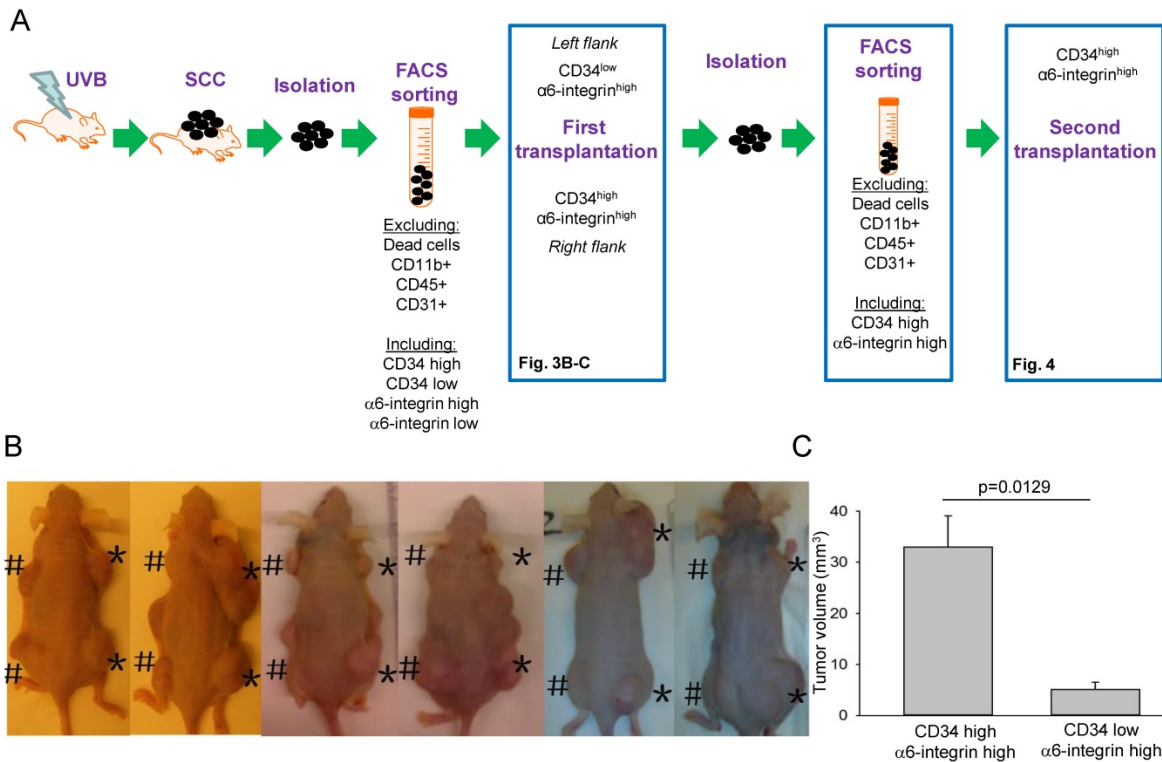 A
UVB
SCC
Isolation
FACS
sorting
Excluding:
Dead cells
CD11b+
CD45+
CD31+
Including:
CD34 high
CD34 low
α6-integrin high
α6-integrin low
Left flank
CD34low
α6-integrinhigh
First
transplantation
CD34high
α6-integrinhigh
Right flank
Fig. 3B-C
Isolation
FACS
sorting
Excluding:
Dead cells
CD11b+
CD45+
CD31+
Including:
CD34 high
α6-integrin high
CD34high
α6-integrinhigh
Second
transplantation
Fig. 4
B
# * # * # * # * # * # *
# * # * # * # * # * # *
C
p=0.0129
Tumor volume (mm³)
40
30
20
10
0
CD34 high
α6-integrin high
CD34 low
α6-integrin high